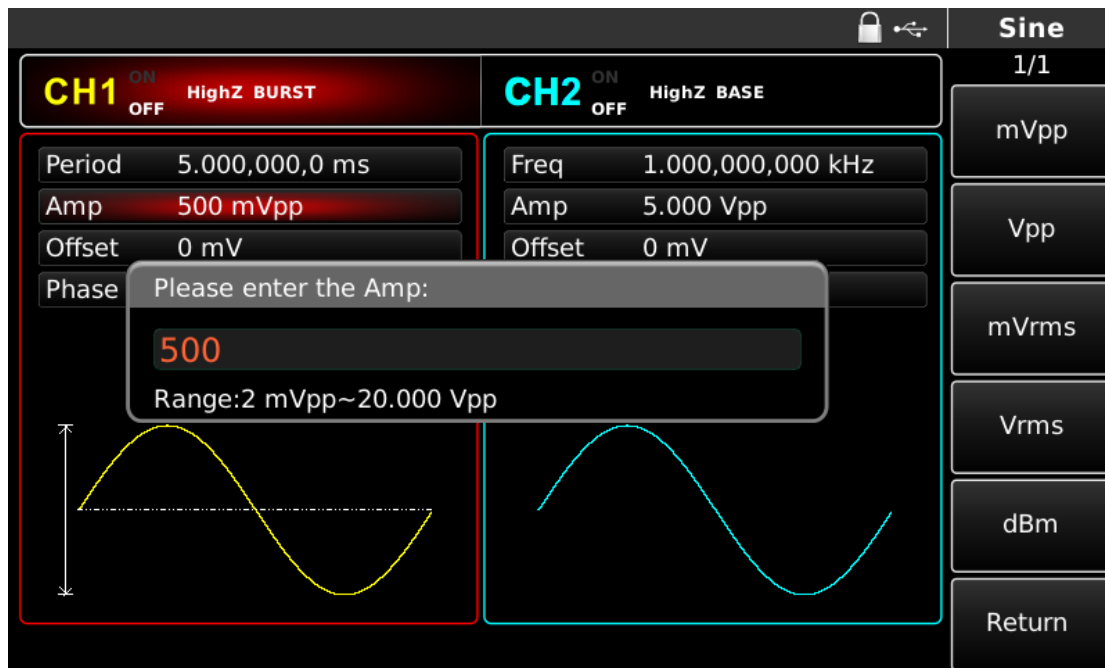 Sine
1/1
CH1 ON OFF HighZ BURST
CH2 ON OFF HighZ BASE
Period 5.000,000,0 ms
Amp 500 mVpp
Offset 0 mV
Phase
Freq 1.000,000,000 kHz
Amp 5.000 Vpp
Offset 0 mV
Please enter the Amp:
500
Range:2 mVpp~20.000 Vpp
mVpp
Vpp
mVrms
Vrms
dBm
Return